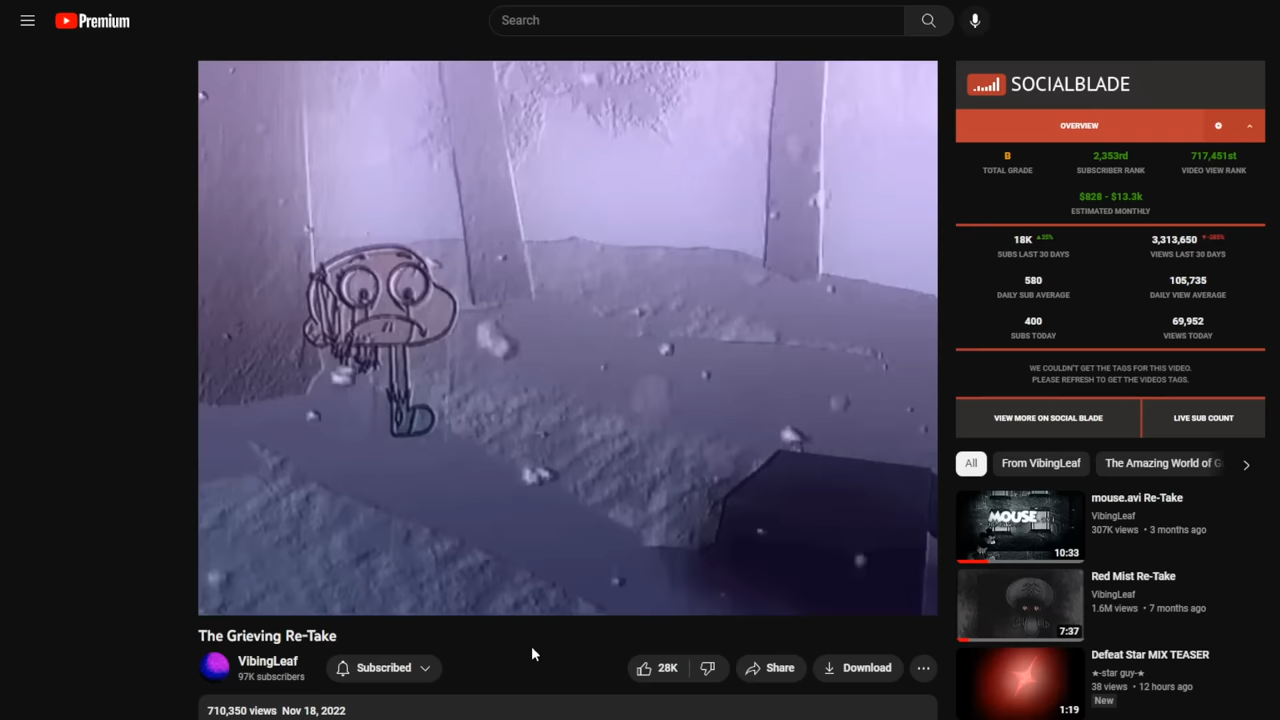 Premium
Search
SOCIALBLADE
OVERVIEW
B
TOTAL GRADE
2,353rd
SUBSCRIBER RANK
717,451st
VIDEO VIEW RANK
$828 - $13.3k
ESTIMATED MONTHLY
18K ▲20%
SUBS LAST 30 DAYS
3,313,650
VIEWS LAST 30 DAYS
580
DAILY SUB AVERAGE
105,735
DAILY VIEW AVERAGE
400
SUBS TODAY
69,952
VIEWS TODAY
WE COULDN'T GET THE TAGS FOR THIS VIDEO.
PLEASE REFRESH TO GET THE VIDEOS TAGS.
VIEW MORE ON SOCIAL BLADE
LIVE SUB COUNT
All
From VibingLeaf
The Amazing World of G
MOUSE
10:33
mouse.avi Re-Take
VibingLeaf
307K views • 3 months ago
7:37
Red Mist Re-Take
VibingLeaf
1.6M views • 7 months ago
1:19
Defeat Star MIX TEASER
★-star guy-★
38 views • 12 hours ago
New
The Grieving Re-Take
VibingLeaf
97K subscribers
Subscribed
28K
Share
Download
710,350 views Nov 18, 2022